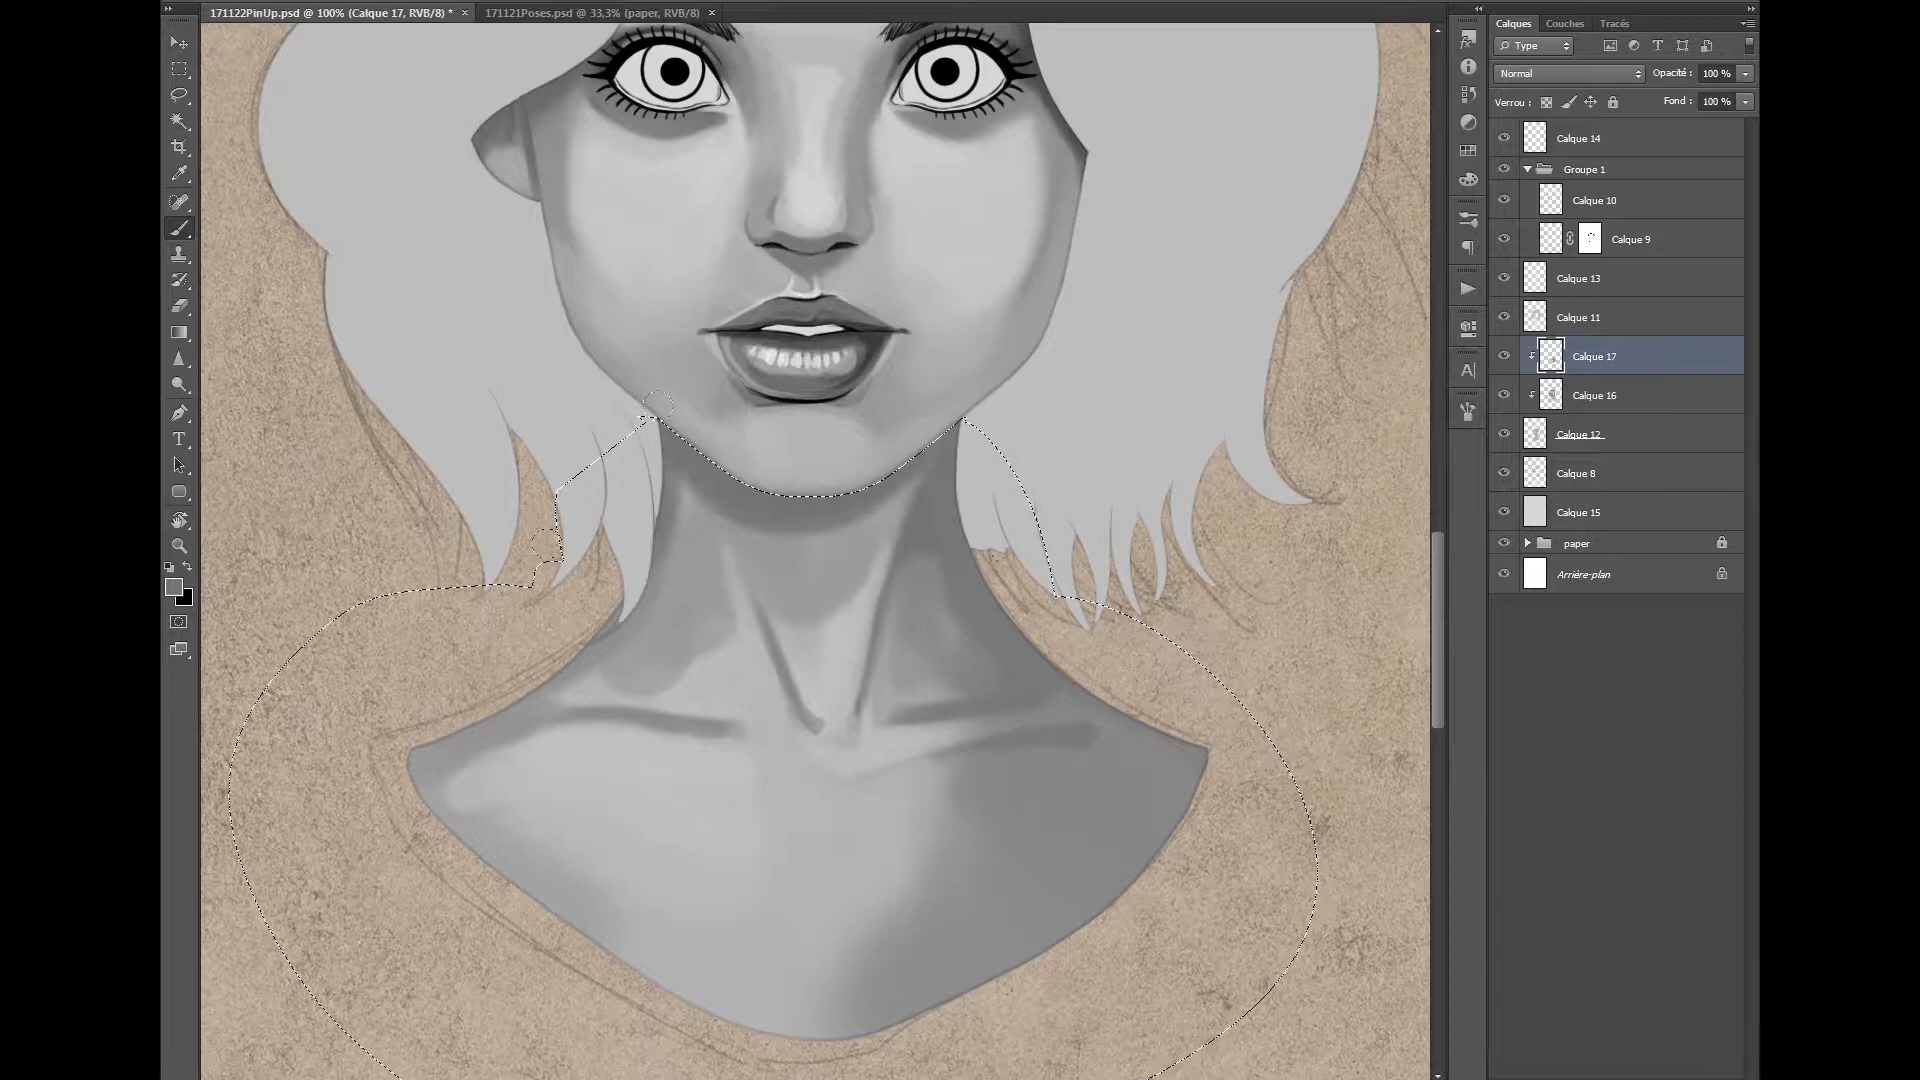 171122PinUp.psd @ 100% (Calque 17, RVB/8) * ×
171121Poses.psd @ 33,3% (paper, RVB/8) ×
Calques Couches Tracés
Type
Normal Opacité : 100 %
Verrou : Fond : 100 %
Calque 14
Groupe 1
Calque 10
Calque 9
Calque 13
Calque 11
Calque 17
Calque 16
Calque 12
Calque 8
Calque 15
paper
Arrière-plan